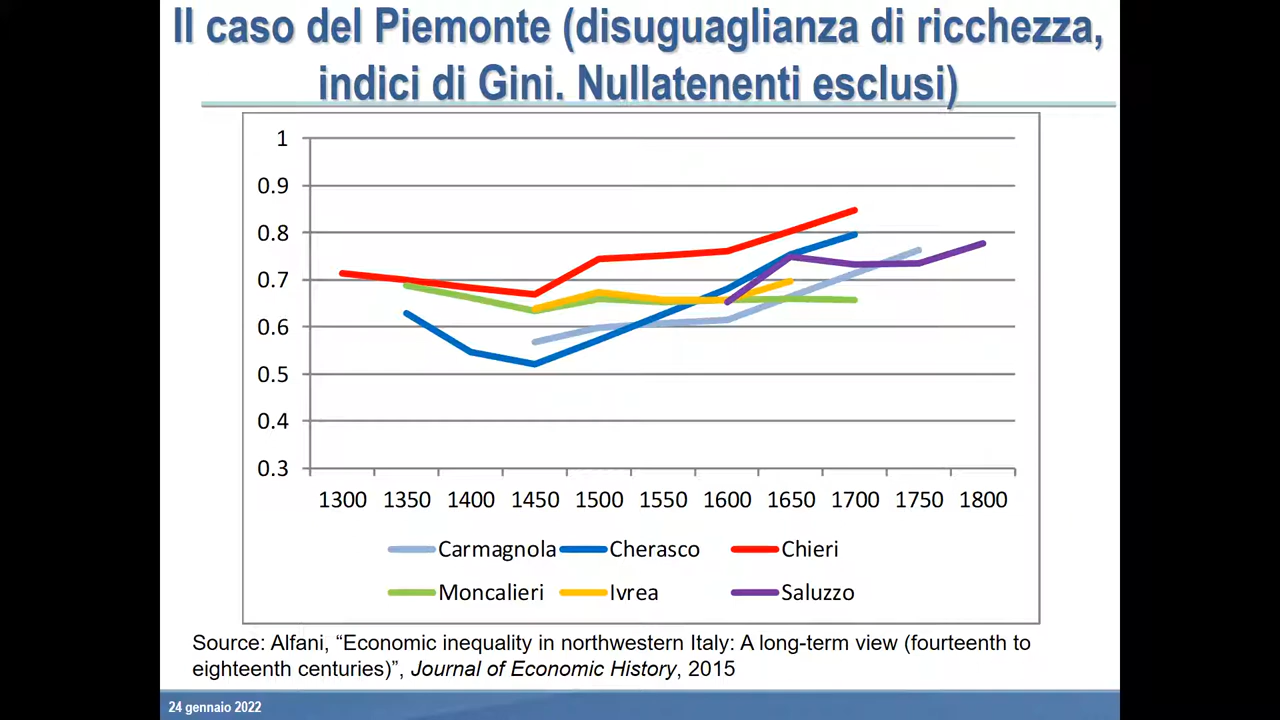 Il caso del Piemonte (disuguaglianza di ricchezza,
indici di Gini. Nullatenenti esclusi)
1
0.9
0.8
0.7
0.6
0.5
0.4
0.3
1300 1350 1400 1450 1500 1550 1600 1650 1700 1750 1800
Carmagnola Cherasco Chieri
Moncalieri Ivrea Saluzzo
Source: Alfani, “Economic inequality in northwestern Italy: A long-term view (fourteenth to
eighteenth centuries)”, Journal of Economic History, 2015
24 gennaio 2022